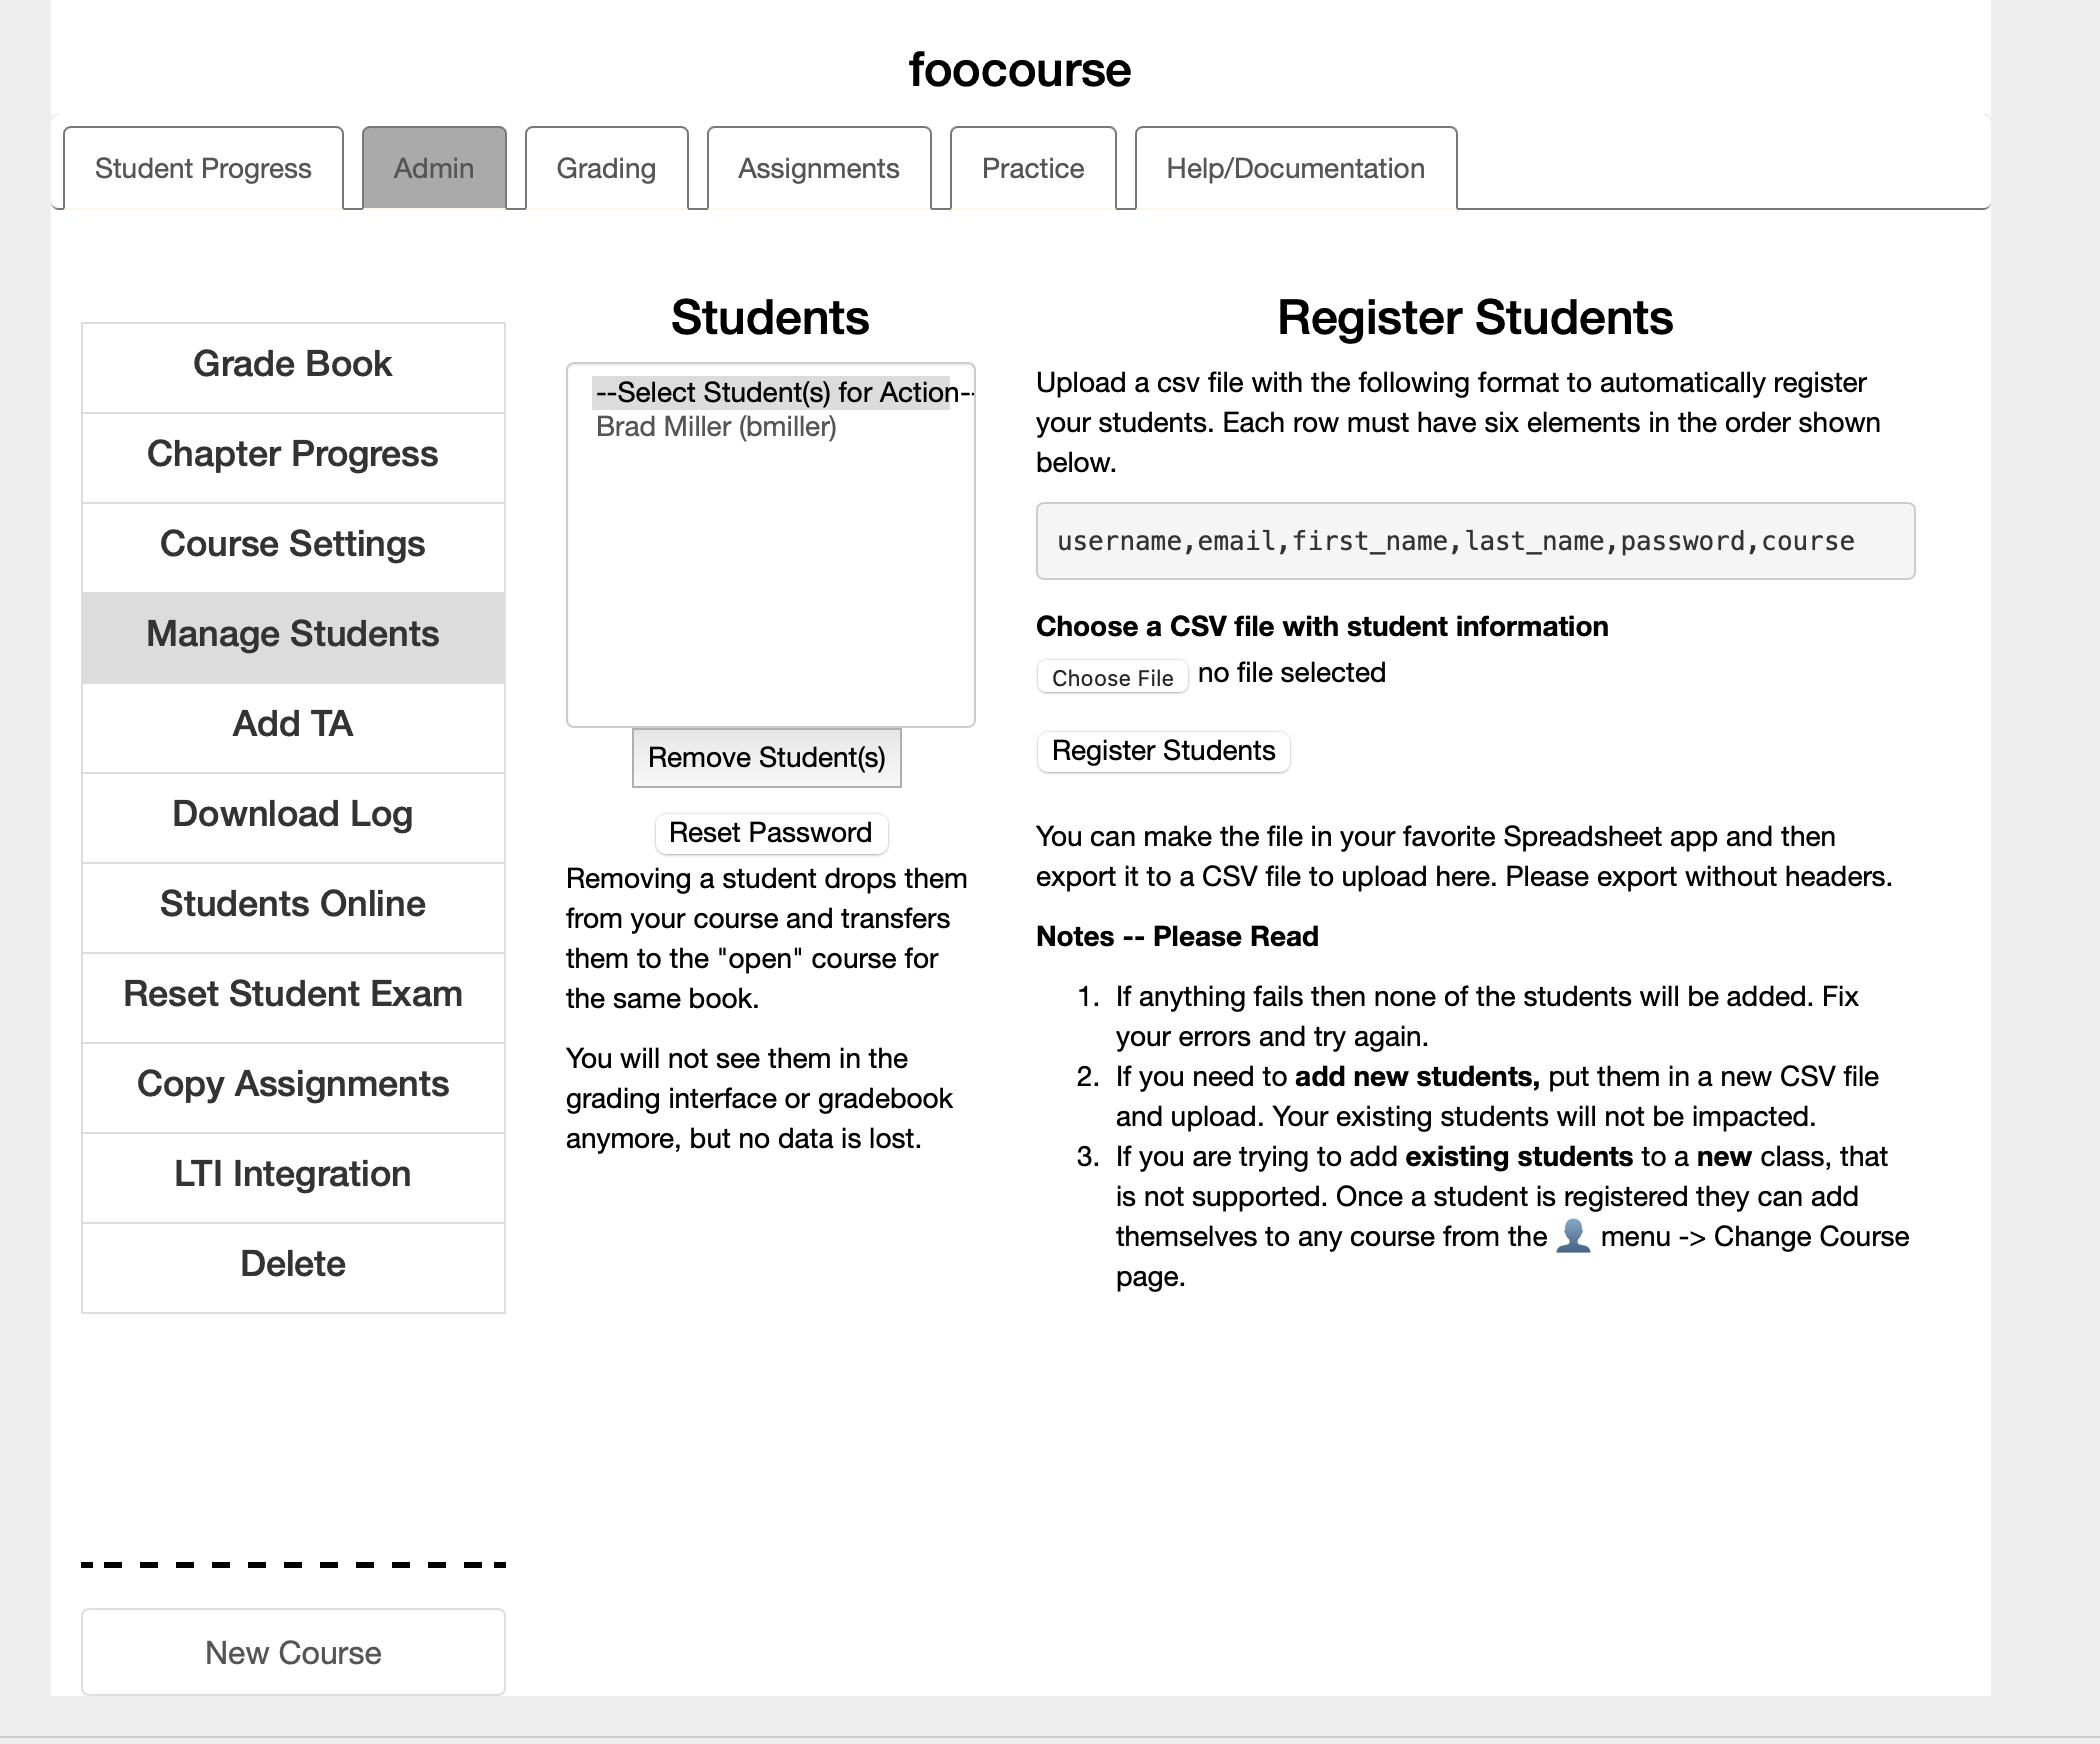 foocourse
Student Progress
Admin
Grading
Assignments
Practice
Help/Documentation
Grade Book
Chapter Progress
Course Settings
Manage Students
Add TA
Download Log
Students Online
Reset Student Exam
Copy Assignments
LTI Integration
Delete
New Course
Students
--Select Student(s) for Action--
Brad Miller (bmiller)
Remove Student(s)
Reset Password
Removing a student drops them
from your course and transfers
them to the "open" course for
the same book.
You will not see them in the
grading interface or gradebook
anymore, but no data is lost.
Register Students
Upload a csv file with the following format to automatically register
your students. Each row must have six elements in the order shown
below.
username,email,first_name,last_name,password,course
Choose a CSV file with student information
Choose File no file selected
Register Students
You can make the file in your favorite Spreadsheet app and then
export it to a CSV file to upload here. Please export without headers.
Notes -- Please Read
1. If anything fails then none of the students will be added. Fix
your errors and try again.
2. If you need to add new students, put them in a new CSV file
and upload. Your existing students will not be impacted.
3. If you are trying to add existing students to a new class, that
is not supported. Once a student is registered they can add
themselves to any course from the 👤 menu -> Change Course
page.